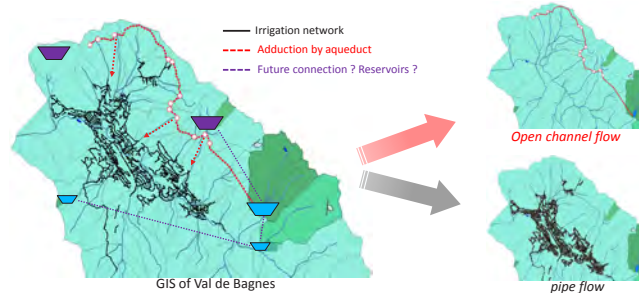 Irrigation network
Adduction by aqueduct
Future connection ? Reservoirs ?
Open channel flow
GIS of Val de Bagnes
pipe flow